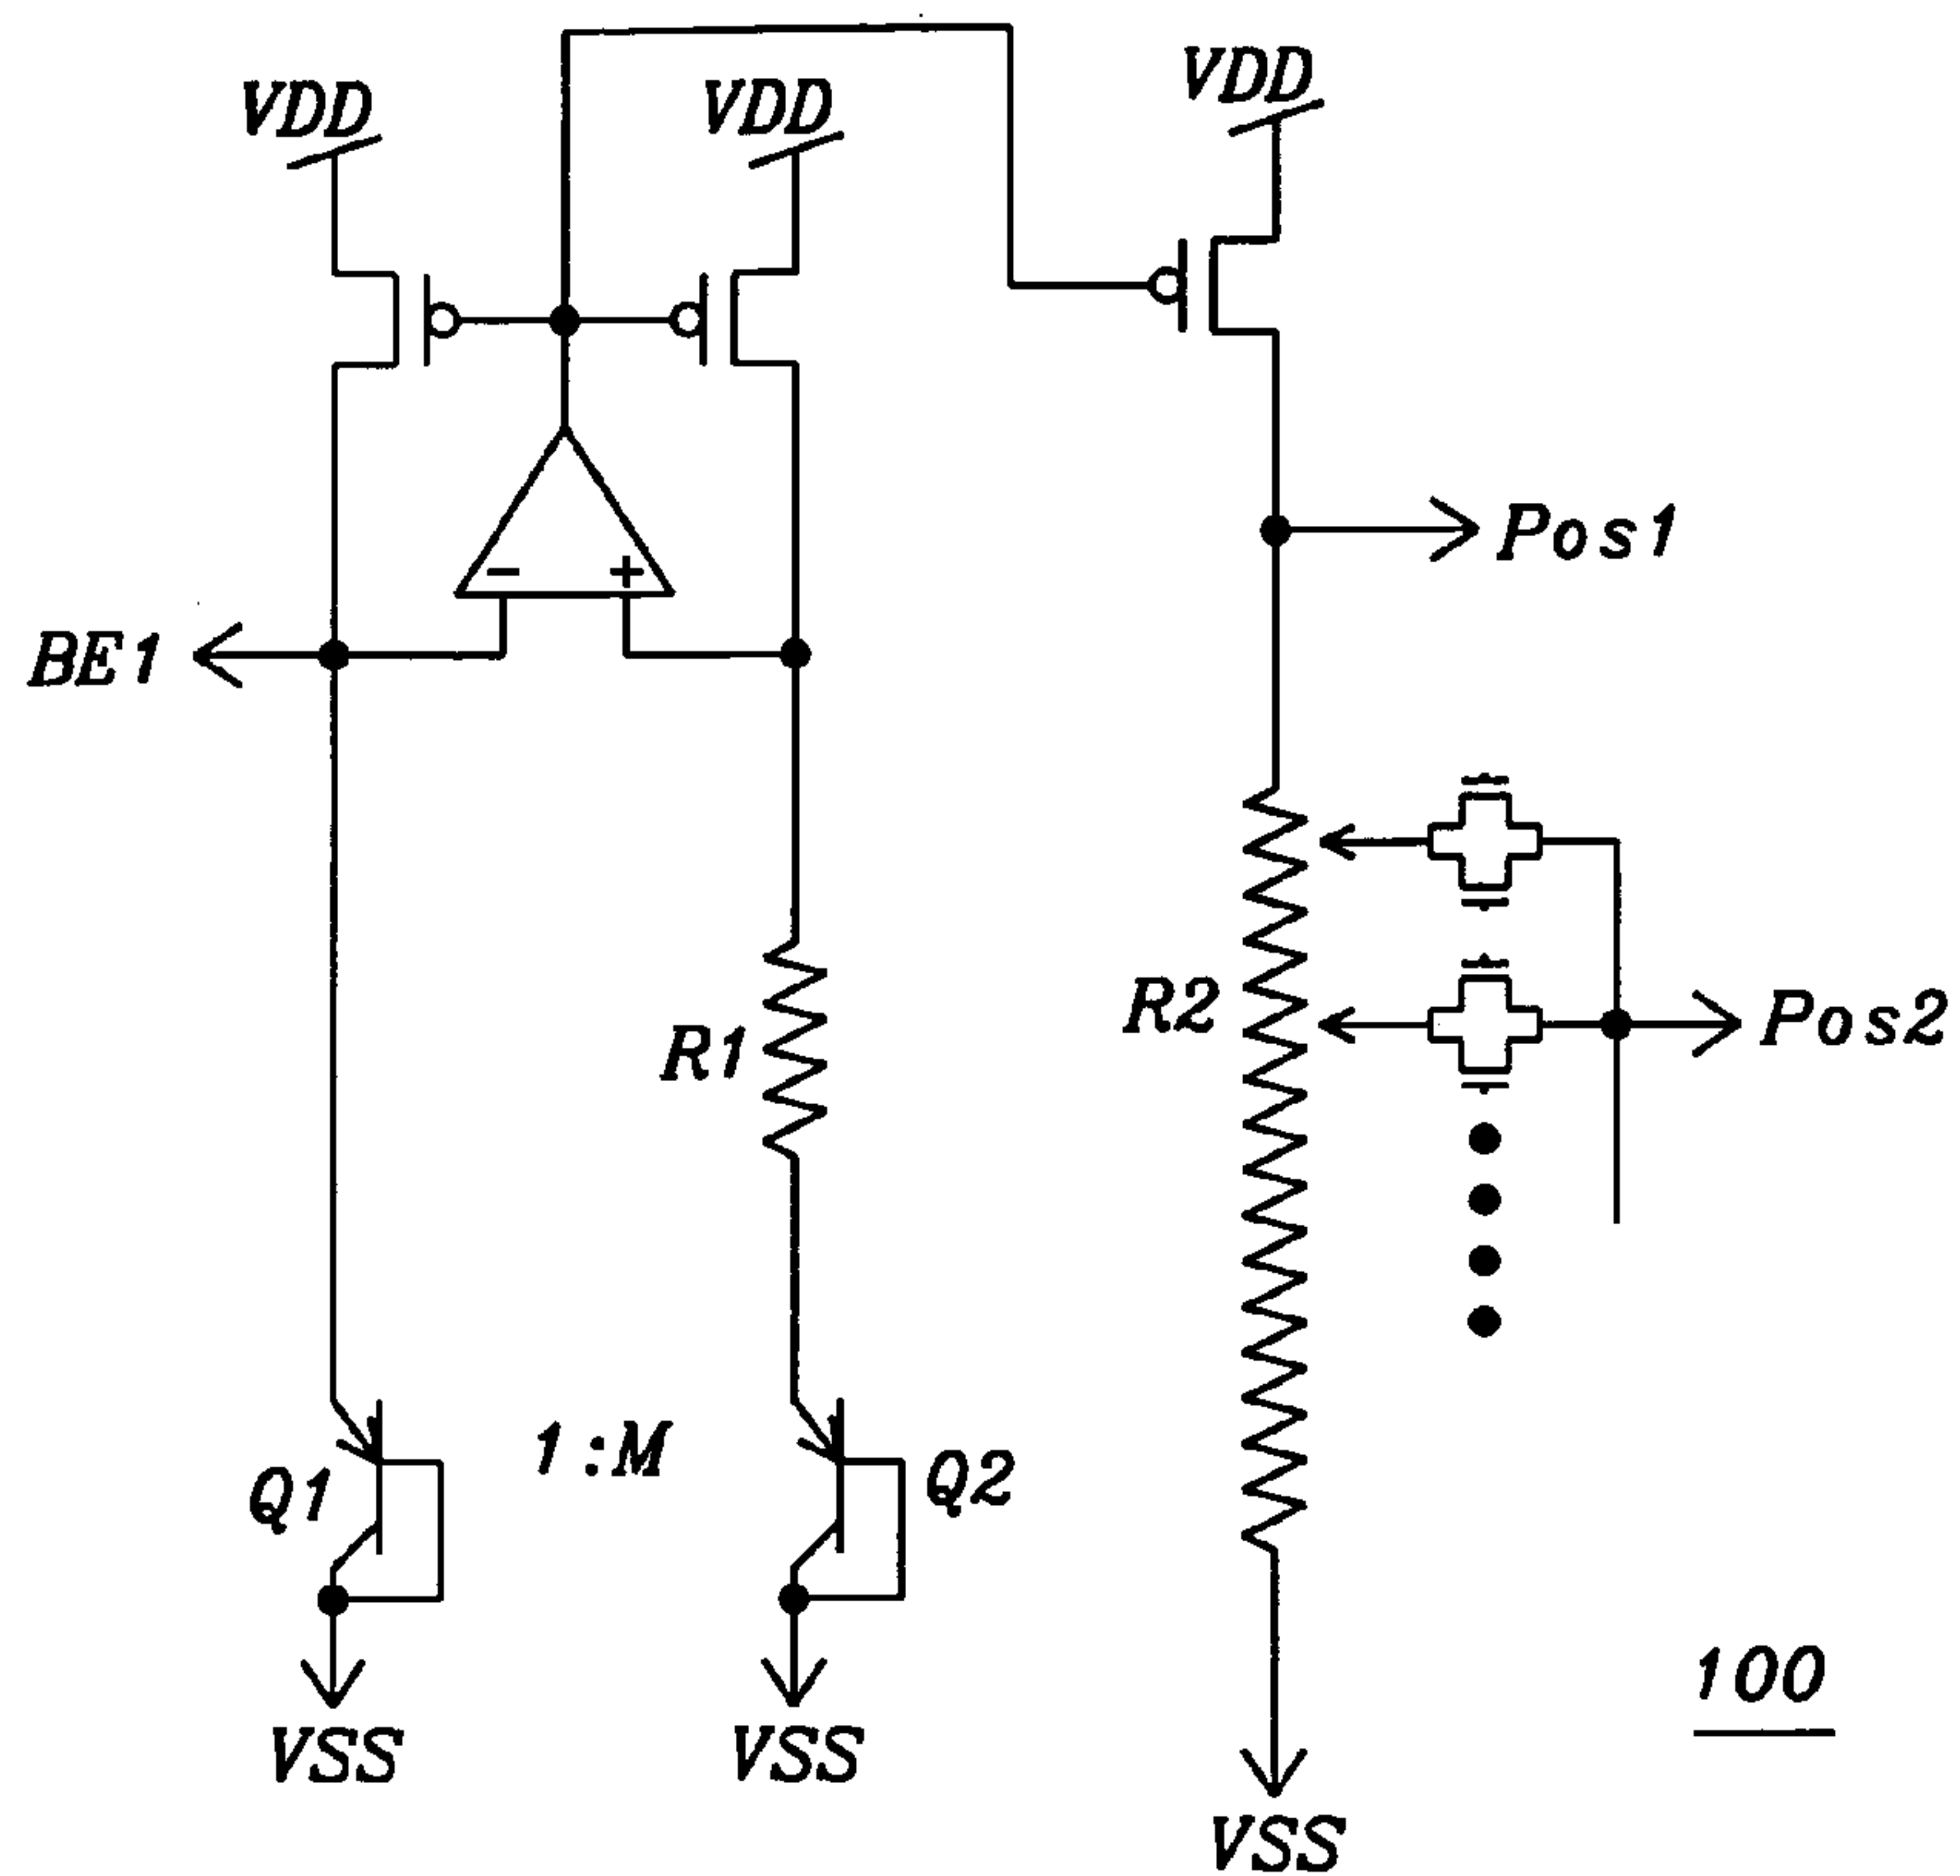 VDD
VDD
VDD
Pos1
- +
BE1
R2
Pos2
R1
1:M
Q1
Q2
100
VSS
VSS
VSS